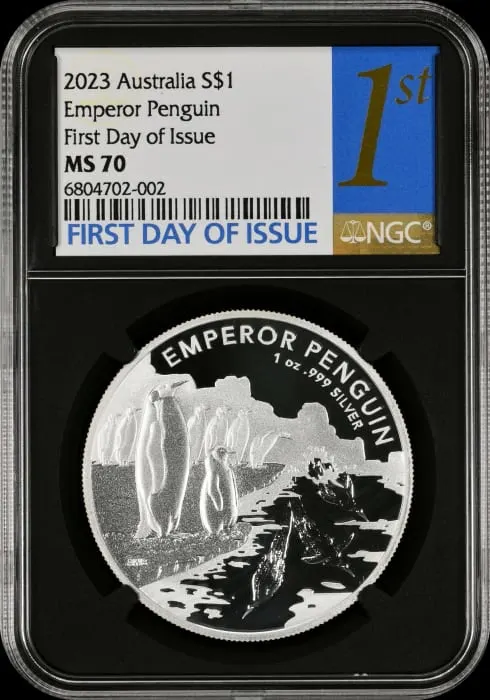 2023 Australia S$1
Emperor Penguin
First Day of Issue
MS 70
6804702-002
FIRST DAY OF ISSUE
1st
NGC®
EMPEROR PENGUIN
1 oz .999 SILVER